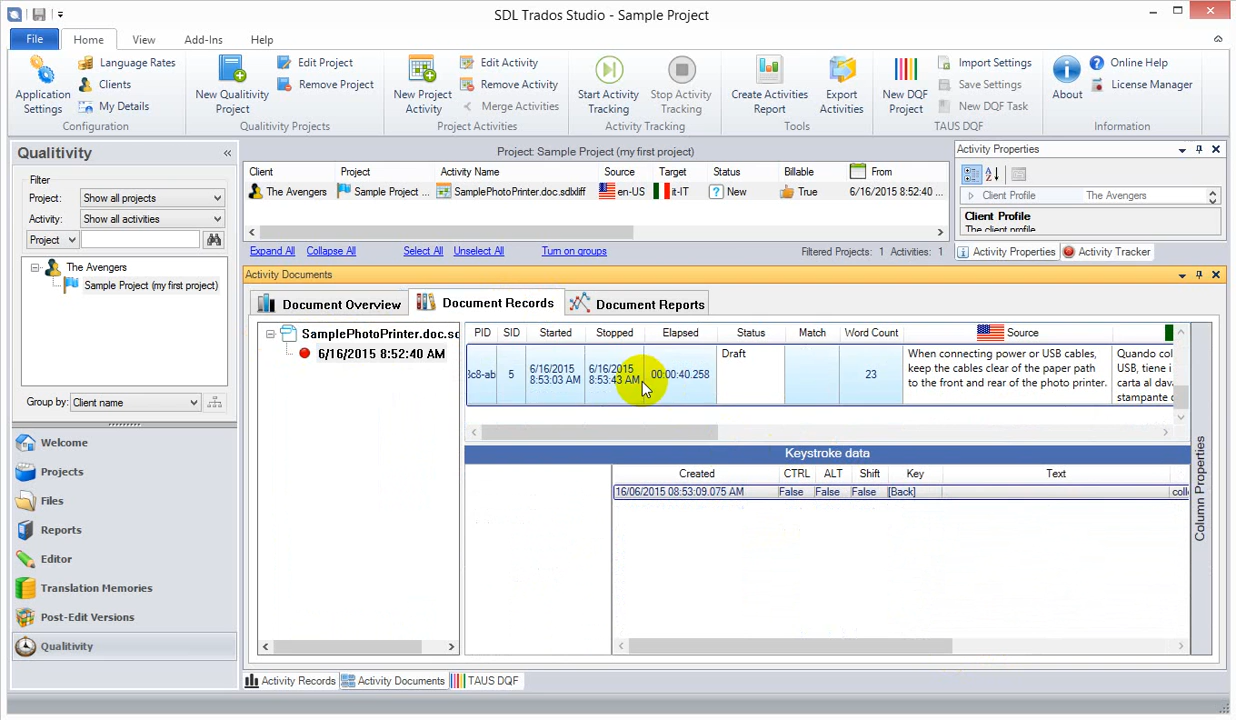 SDL Trados Studio - Sample Project
File Home View Add-Ins Help
Application Settings
Language Rates
Clients
My Details
Configuration
New Qualitivity Project
Edit Project
Remove Project
Qualitivity Projects
New Project Activity
Edit Activity
Remove Activity
Merge Activities
Project Activities
Start Activity Tracking
Stop Activity Tracking
Activity Tracking
Create Activities Report
Export Activities
Tools
New DQF Project
Import Settings
Save Settings
New DQF Task
TAUS DQF
About
Online Help
License Manager
Information
Qualitivity «
Filter
Project: Show all projects
Activity: Show all activities
Project
The Avengers
Sample Project (my first project)
Group by: Client name
Welcome
Projects
Files
Reports
Editor
Translation Memories
Post-Edit Versions
Qualitivity
Project: Sample Project (my first project)
Client Project Activity Name Source Target Status Billable From
The Avengers Sample Project ... SamplePhotoPrinter.doc.sdlxliff en-US it-IT New True 6/16/2015 8:52:40 ...
Expand All Collapse All Select All Unselect All Turn on groups Filtered Projects: 1 Activities: 1
Activity Properties
Client Profile The Avengers
Client Profile
The client profile
Activity Properties Activity Tracker
Activity Documents
Document Overview Document Records Document Reports
SamplePhotoPrinter.doc.sc
6/16/2015 8:52:40 AM
PID SID Started Stopped Elapsed Status Match Word Count Source
3c8-ab 5 6/16/2015 8:53:03 AM 6/16/2015 8:53:43 AM 00:00:40.258 Draft 23
When connecting power or USB cables,
keep the cables clear of the paper path
to the front and rear of the photo printer.
Quando col
USB, tiene i
carta al dav
stampante c
Keystroke data
Created CTRL ALT Shift Key Text
16/06/2015 08:53:09.075 AM False False False [Back] coll
Column Properties
Activity Records Activity Documents TAUS DQF